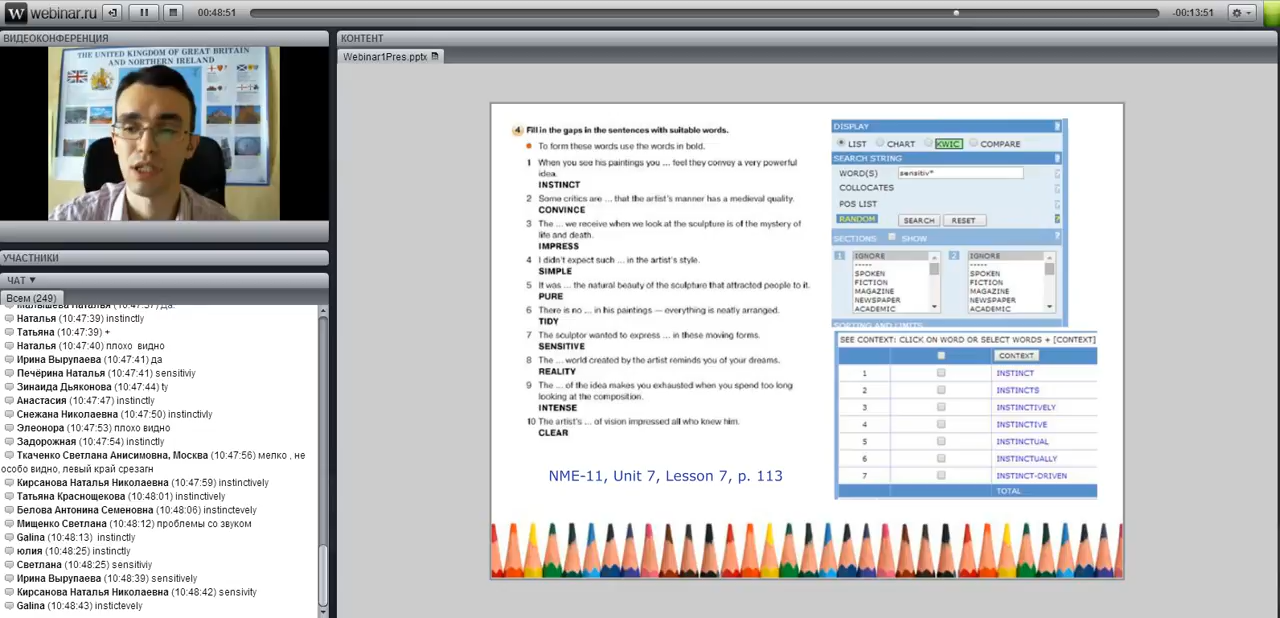 W webinar.ru 00:48:51 -00:13:51
ВИДЕОКОНФЕРЕНЦИЯ
THE UNITED KINGDOM OF GREAT BRITAIN
AND NORTHERN IRELAND
УЧАСТНИКИ
ЧАТ
Всем (249)
Малышева Наталья (10:47:37) Да.
Наталья (10:47:39) instinctly
Татьяна (10:47:39) +
Наталья (10:47:40) плохо видно
Ирина Вырупаева (10:47:41) да
Печёрина Наталья (10:47:41) sensitiviy
Зинаида Дьяконова (10:47:44) ty
Анастасия (10:47:47) instinctly
Снежана Николаевна (10:47:50) instinctivly
Элеонора (10:47:53) плохо видно
Задорожная (10:47:54) instinctly
Ткаченко Светлана Анисимовна, Москва (10:47:56) мелко , не
особо видно, левый край срезагн
Кирсанова Наталья Николаевна (10:47:59) instinctively
Татьяна Краснощекова (10:48:01) instinctively
Белова Антонина Семеновна (10:48:06) instinctevely
Мищенко Светлана (10:48:12) проблемы со звуком
Galina (10:48:13) instinctly
юлия (10:48:25) instinctly
Светлана (10:48:25) sensitively
Ирина Вырупаева (10:48:39) sensitively
Кирсанова Наталья Николаевна (10:48:42) sensivity
Galina (10:48:43) instictevely
КОНТЕНТ
Webinar1Pres.pptx
4 Fill in the gaps in the sentences with suitable words.
To form these words use the words in bold.
1 When you see his paintings you ... feel they convey a very powerful
idea.
INSTINCT
2 Some critics are ... that the artist's manner has a medieval quality.
CONVINCE
3 The ... we receive when we look at the sculpture is of the mystery of
life and death.
IMPRESS
4 I didn't expect such ... in the artist's style.
SIMPLE
5 It was ... the natural beauty of the sculpture that attracted people to it.
PURE
6 There is no ... in his paintings — everything is neatly arranged.
TIDY
7 The sculptor wanted to express ... in these moving forms.
SENSITIVE
8 The ... world created by the artist reminds you of your dreams.
REALITY
9 The ... of the idea makes you exhausted when you spend too long
looking at the composition.
INTENSE
10 The artist's ... of vision impressed all who knew him.
CLEAR
NME-11, Unit 7, Lesson 7, p. 113
DISPLAY ?
LIST CHART KWIC COMPARE
SEARCH STRING
WORD(S) sensitiv*
COLLOCATES
POS LIST
RANDOM SEARCH RESET
SECTIONS SHOW
1 IGNORE 2 IGNORE
----- -----
SPOKEN SPOKEN
FICTION FICTION
MAGAZINE MAGAZINE
NEWSPAPER NEWSPAPER
ACADEMIC ACADEMIC
SORTING AND LIMITS
SEE CONTEXT: CLICK ON WORD OR SELECT WORDS + [CONTEXT]
CONTEXT
1 INSTINCT
2 INSTINCTS
3 INSTINCTIVELY
4 INSTINCTIVE
5 INSTINCTUAL
6 INSTINCTUALLY
7 INSTINCT-DRIVEN
TOTAL